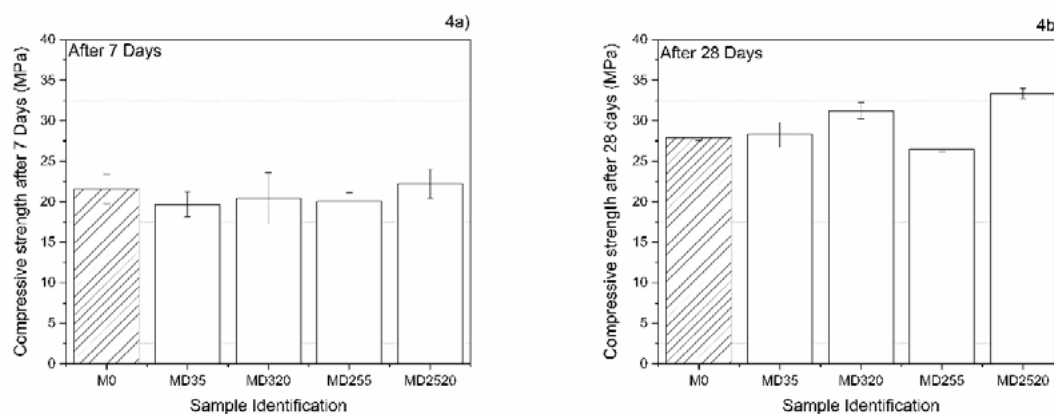 4a)
After 7 Days
Compressive strength after 7 Days (MPa)
40
35
30
25
20
15
10
5
0
M0 MD35 MD320 MD255 MD2520
Sample Identification
4b
After 28 Days
Compressive strength after 28 days (MPa)
40
35
30
25
20
15
10
5
0
M0 MD35 MD320 MD255 MD2520
Sample Identification